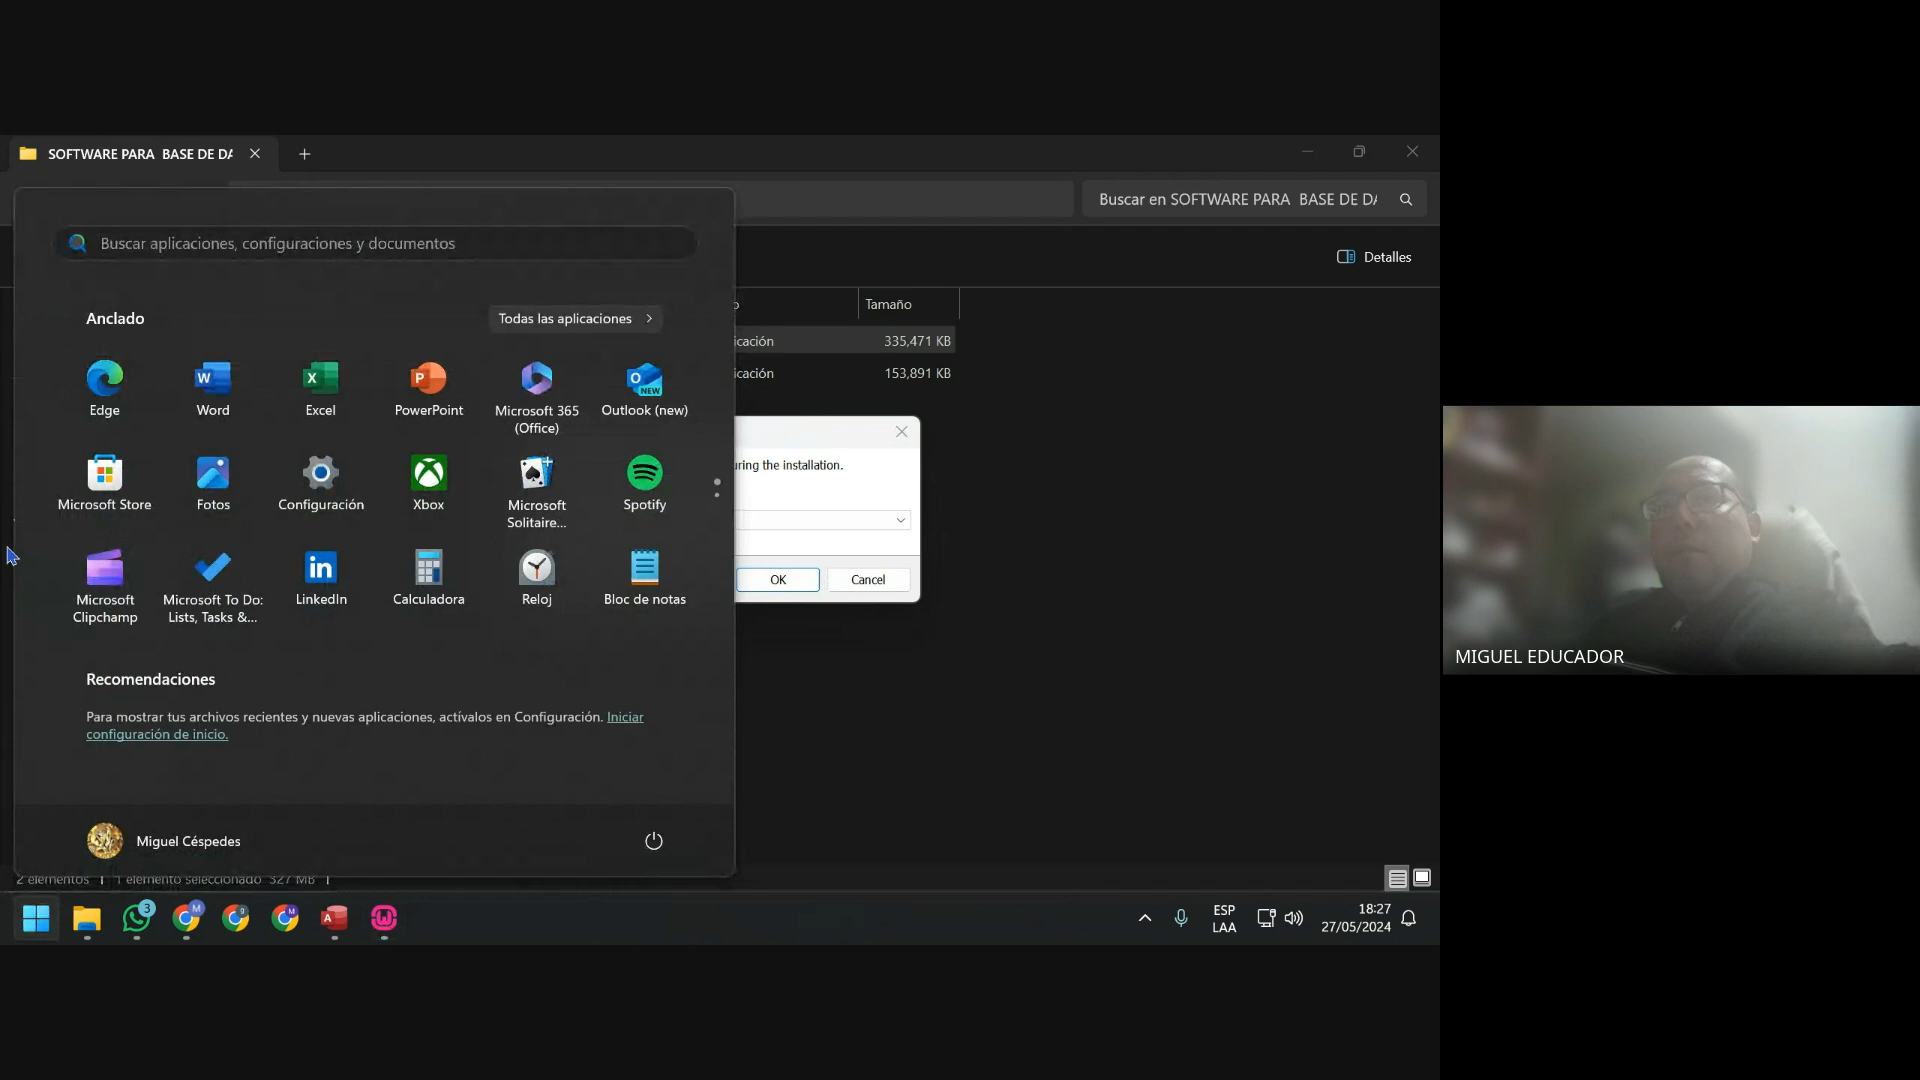 SOFTWARE PARA  BASE DE DA
Buscar en SOFTWARE PARA  BASE DE DA
Buscar aplicaciones, configuraciones y documentos
Detalles
Anclado
Todas las aplicaciones
Tamaño
icación
335,471 KB
icación
153,891 KB
Edge
Word
Excel
PowerPoint
Microsoft 365
(Office)
Outlook (new)
NEW
uring the installation.
Microsoft Store
Fotos
Configuración
Xbox
Microsoft
Solitaire...
Spotify
OK
Cancel
Microsoft
Clipchamp
Microsoft To Do:
Lists, Tasks &...
LinkedIn
Calculadora
Reloj
Bloc de notas
Recomendaciones
Para mostrar tus archivos recientes y nuevas aplicaciones, actívalos en Configuración. Iniciar
configuración de inicio.
Miguel Céspedes
2 elementos
1 elemento seleccionado  327 MB
3
ESP
LAA
18:27
27/05/2024
MIGUEL EDUCADOR